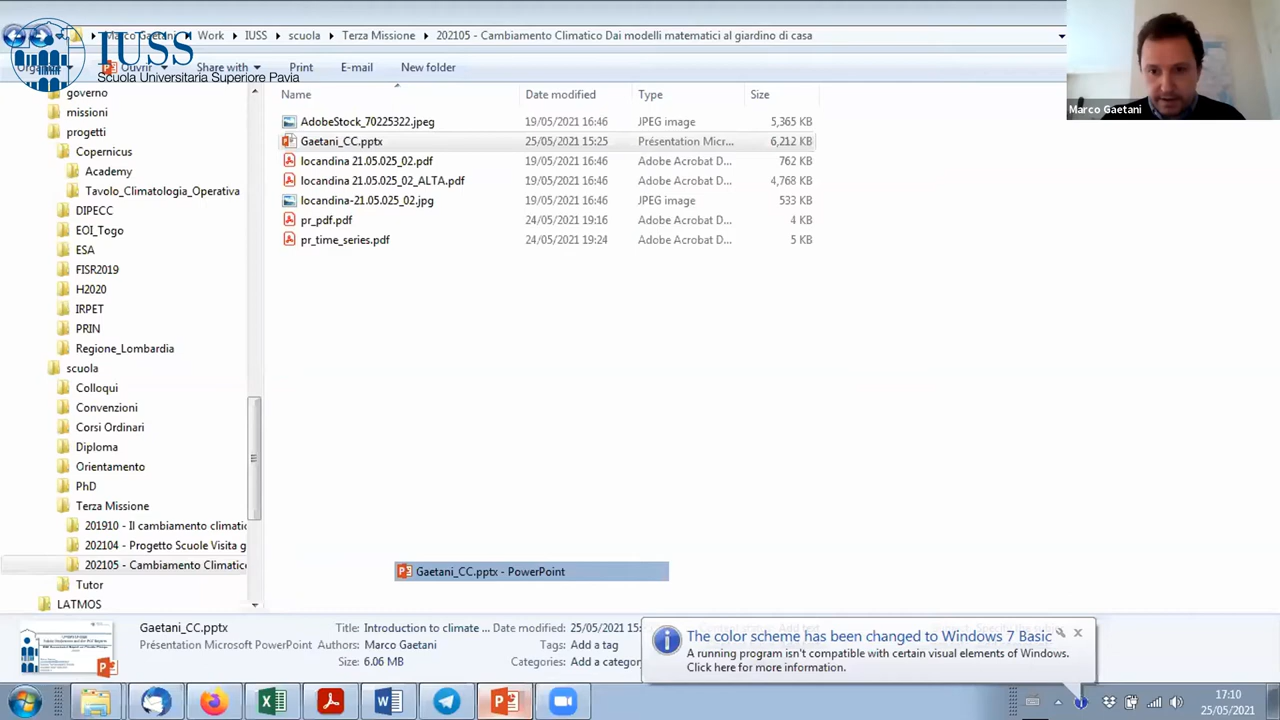 Marco Gaetani Work IUSS scuola Terza Missione 202105 - Cambiamento Climatico Dai modelli matematici al giardino di casa
IUSS
Scuola Universitaria Superiore Pavia
Ouvrir Share with Print E-mail New folder
Marco Gaetani
Name Date modified Type Size
governo
missioni
progetti
Copernicus
Academy
Tavolo_Climatologia_Operativa
DIPECC
EOI_Togo
ESA
FISR2019
H2020
IRPET
PRIN
Regione_Lombardia
scuola
Colloqui
Convenzioni
Corsi Ordinari
Diploma
Orientamento
PhD
Terza Missione
201910 - Il cambiamento climatic
202104 - Progetto Scuole Visita g
202105 - Cambiamento Climatico
Tutor
LATMOS
19/05/2021 16:46 JPEG image 5,365 KB
Gaetani_CC.pptx 25/05/2021 15:25 Présentation Micr... 6,212 KB
locandina 21.05.025_02.pdf 19/05/2021 16:46 Adobe Acrobat D... 762 KB
locandina 21.05.025_02_ALTA.pdf 19/05/2021 16:46 Adobe Acrobat D... 4,768 KB
locandina-21.05.025_02.jpg 19/05/2021 16:46 JPEG image 533 KB
pr_pdf.pdf 24/05/2021 19:16 Adobe Acrobat D... 4 KB
pr_time_series.pdf 24/05/2021 19:24 Adobe Acrobat D... 5 KB
Gaetani_CC.pptx - PowerPoint
Gaetani_CC.pptx Title: Introduction to climate ... Date modified: 25/05/2021 15:
Présentation Microsoft PowerPoint Authors: Marco Gaetani Tags: Add a tag
Size: 6.06 MB Categories: Add a categor
The color scheme has been changed to Windows 7 Basic
A running program isn't compatible with certain visual elements of Windows.
Click here for more information.
17:10
25/05/2021